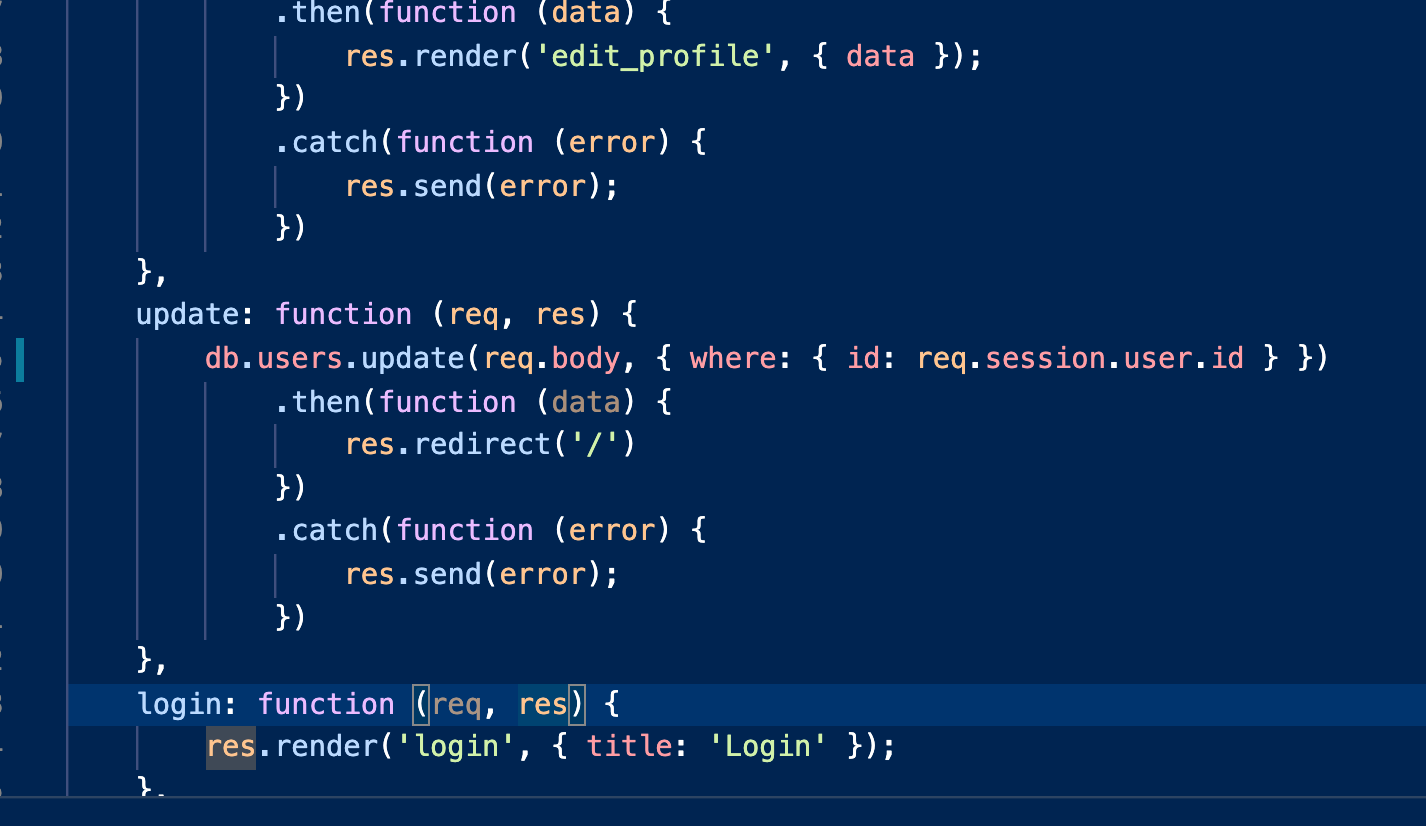 .then(function (data) {
res.render('edit_profile', { data });
})
.catch(function (error) {
res.send(error);
})
},
update: function (req, res) {
db.users.update(req.body, { where: { id: req.session.user.id } })
.then(function (data) {
res.redirect('/')
})
.catch(function (error) {
res.send(error);
})
},
login: function (req, res) {
res.render('login', { title: 'Login' });
},